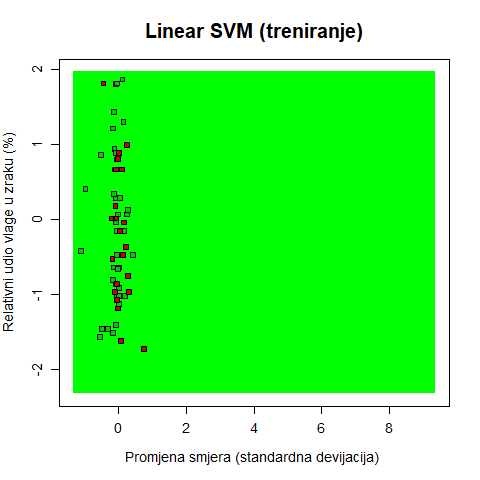 Linear SVM (treniranje)
Relativni udio vlage u zraku (%)
2
1
0
-1
-2
0 2 4 6 8
Promjena smjera (standardna devijacija)